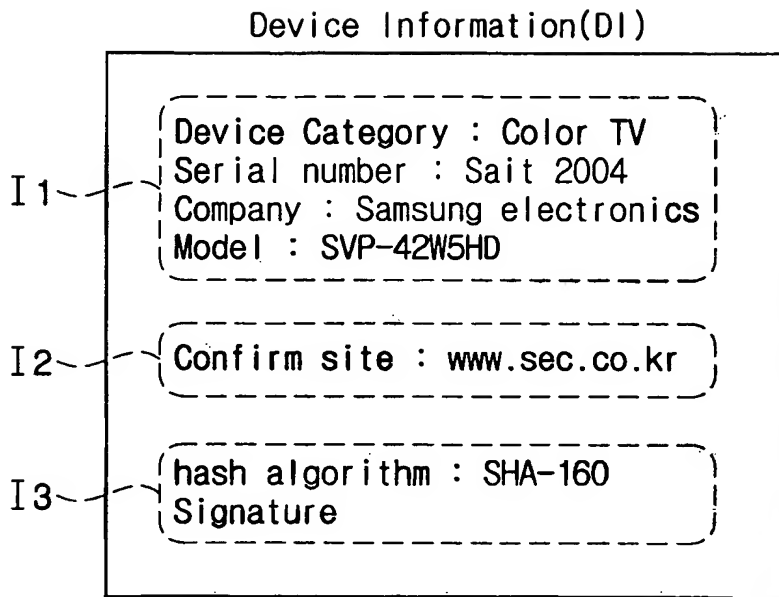 Device Information(DI)
I1
Device Category : Color TV
Serial number : Sait 2004
Company : Samsung electronics
Model : SVP-42W5HD
I2
Confirm site : www.sec.co.kr
I3
hash algorithm : SHA-160
Signature